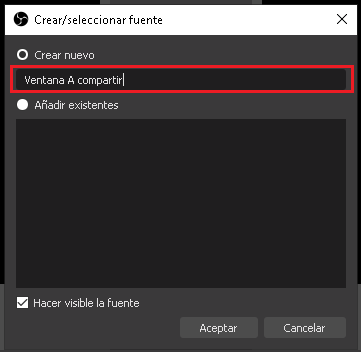 Crear/seleccionar fuente
Crear nuevo
Ventana A compartir
Añadir existentes
Hacer visible la fuente
Aceptar
Cancelar